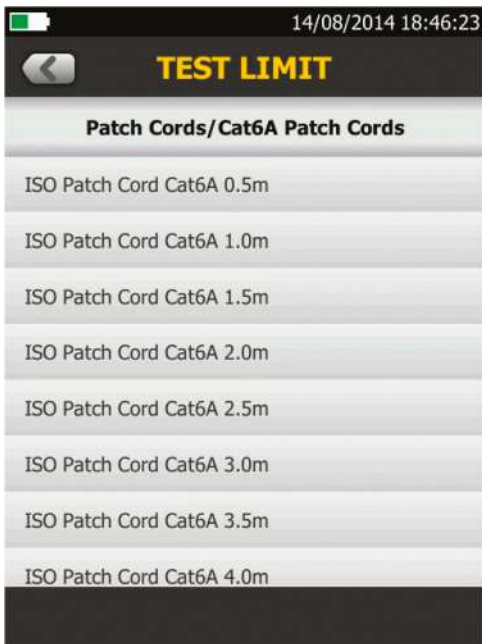 14/08/2014 18:46:23
TEST LIMIT
Patch Cords/Cat6A Patch Cords
ISO Patch Cord Cat6A 0.5m
ISO Patch Cord Cat6A 1.0m
ISO Patch Cord Cat6A 1.5m
ISO Patch Cord Cat6A 2.0m
ISO Patch Cord Cat6A 2.5m
ISO Patch Cord Cat6A 3.0m
ISO Patch Cord Cat6A 3.5m
ISO Patch Cord Cat6A 4.0m